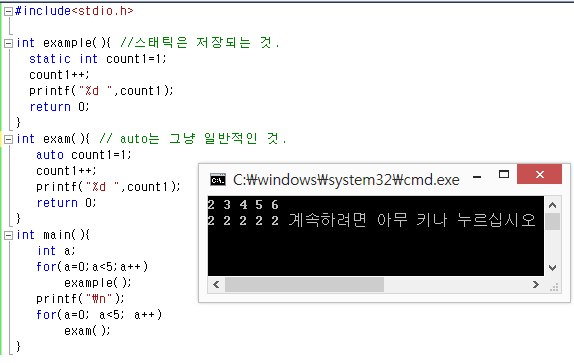 #include<stdio.h>
int example(){ //스태틱은 저장되는 것.
static int count1=1;
count1++;
printf("%d ",count1);
return 0;
}
int exam(){ // auto는 그냥 일반적인 것.
auto count1=1;
count1++;
printf("%d ",count1);
return 0;
}
int main(){
int a;
for(a=0;a<5;a++)
example();
printf("₩n");
for(a=0; a<5; a++)
exam();
}
C:₩windows₩system32₩cmd.exe
2 3 4 5 6
2 2 2 2 2 계속하려면 아무 키나 누르십시오